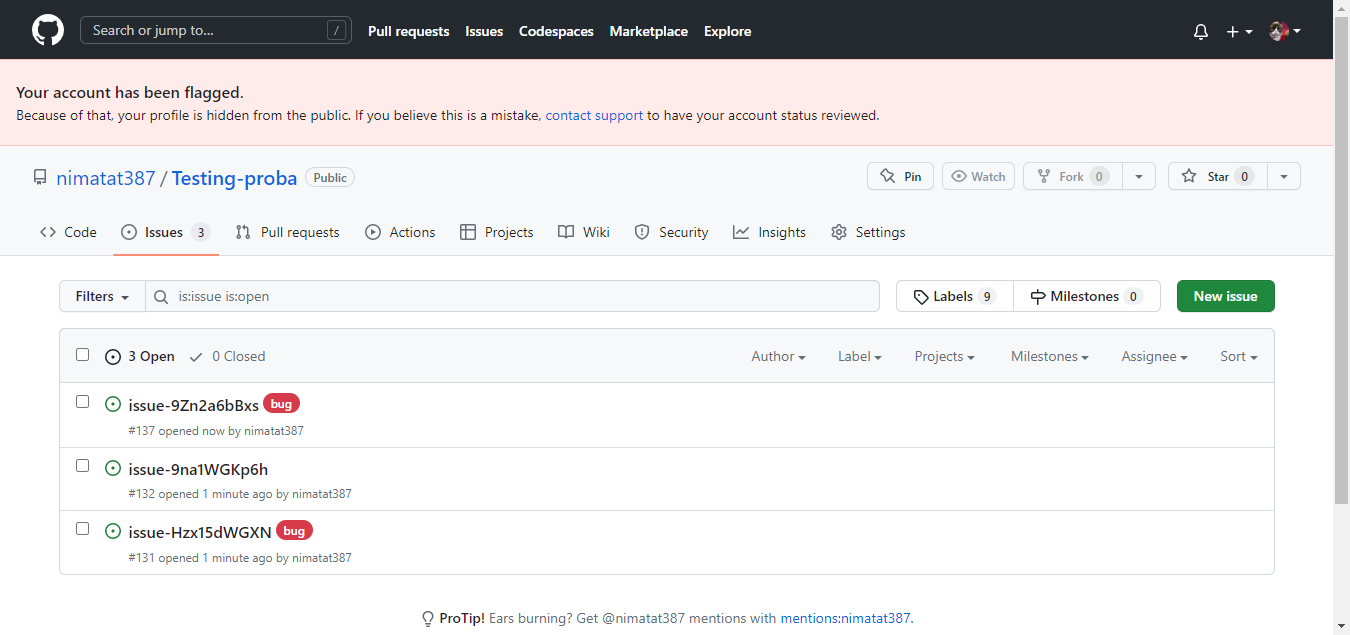 Search or jump to... / Pull requests Issues Codespaces Marketplace Explore
Your account has been flagged.
Because of that, your profile is hidden from the public. If you believe this is a mistake, contact support to have your account status reviewed.
nimatat387 / Testing-proba Public Pin Watch Fork 0 Star 0
Code Issues 3 Pull requests Actions Projects Wiki Security Insights Settings
Filters is:issue is:open Labels 9 Milestones 0 New issue
3 Open 0 Closed Author Label Projects Milestones Assignee Sort
issue-9Zn2a6bBxs bug
#137 opened now by nimatat387
issue-9na1WGKp6h
#132 opened 1 minute ago by nimatat387
issue-Hzx15dWGXN bug
#131 opened 1 minute ago by nimatat387
ProTip! Ears burning? Get @nimatat387 mentions with mentions:nimatat387.